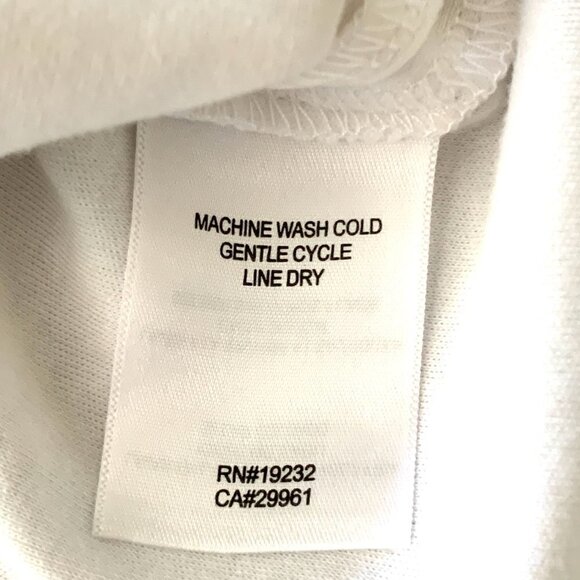 MACHINE WASH COLD
GENTLE CYCLE
LINE DRY
RN#19232
CA#29961